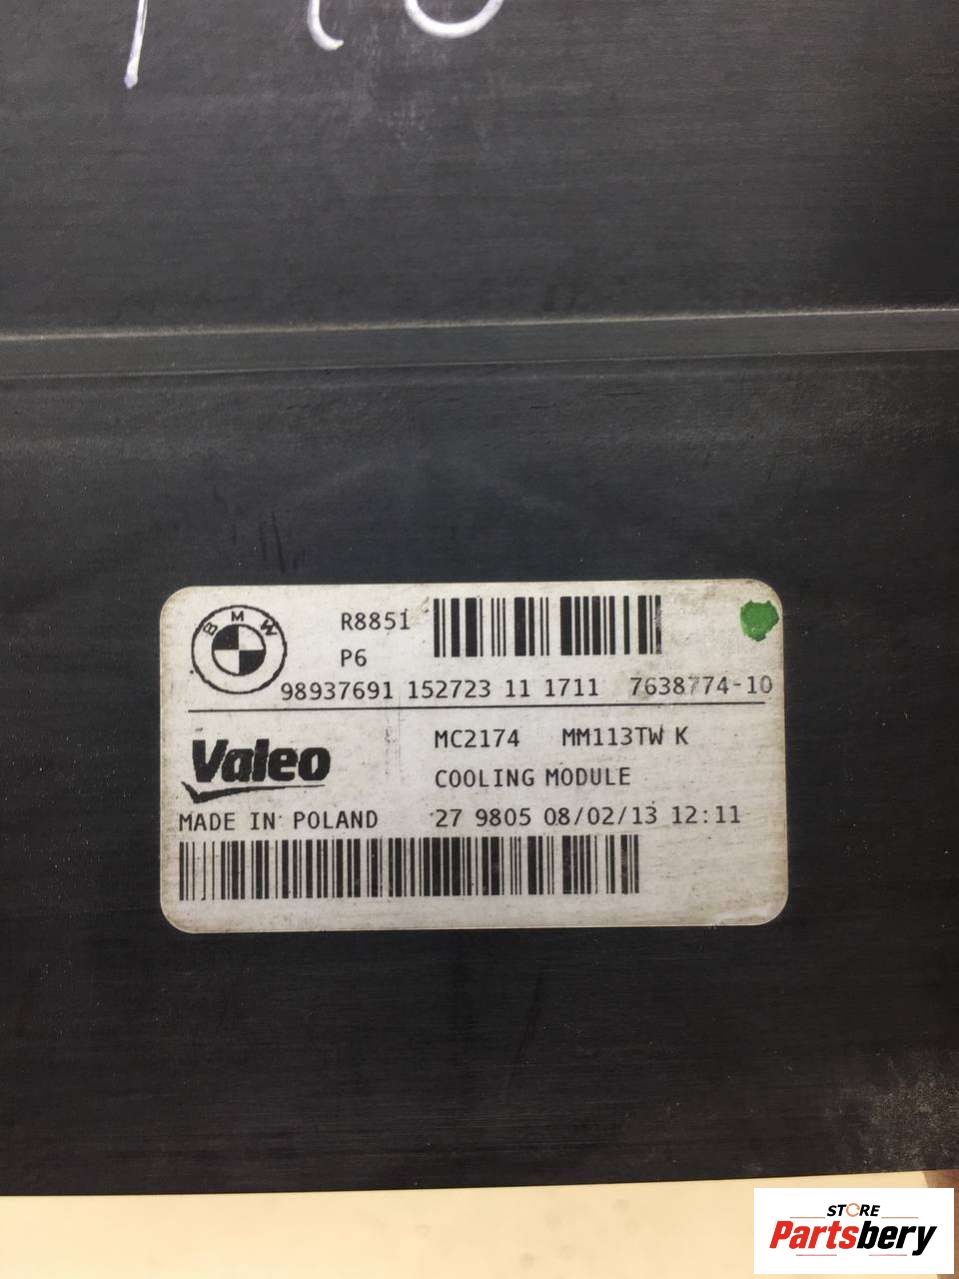 BMW
R8851
P6
98937691 152723 11 1711 7638774-10
Valeo
MC2174 MM113TW K
COOLING MODULE
MADE IN POLAND 27 9805 08/02/13 12:11
STORE
Partsbery